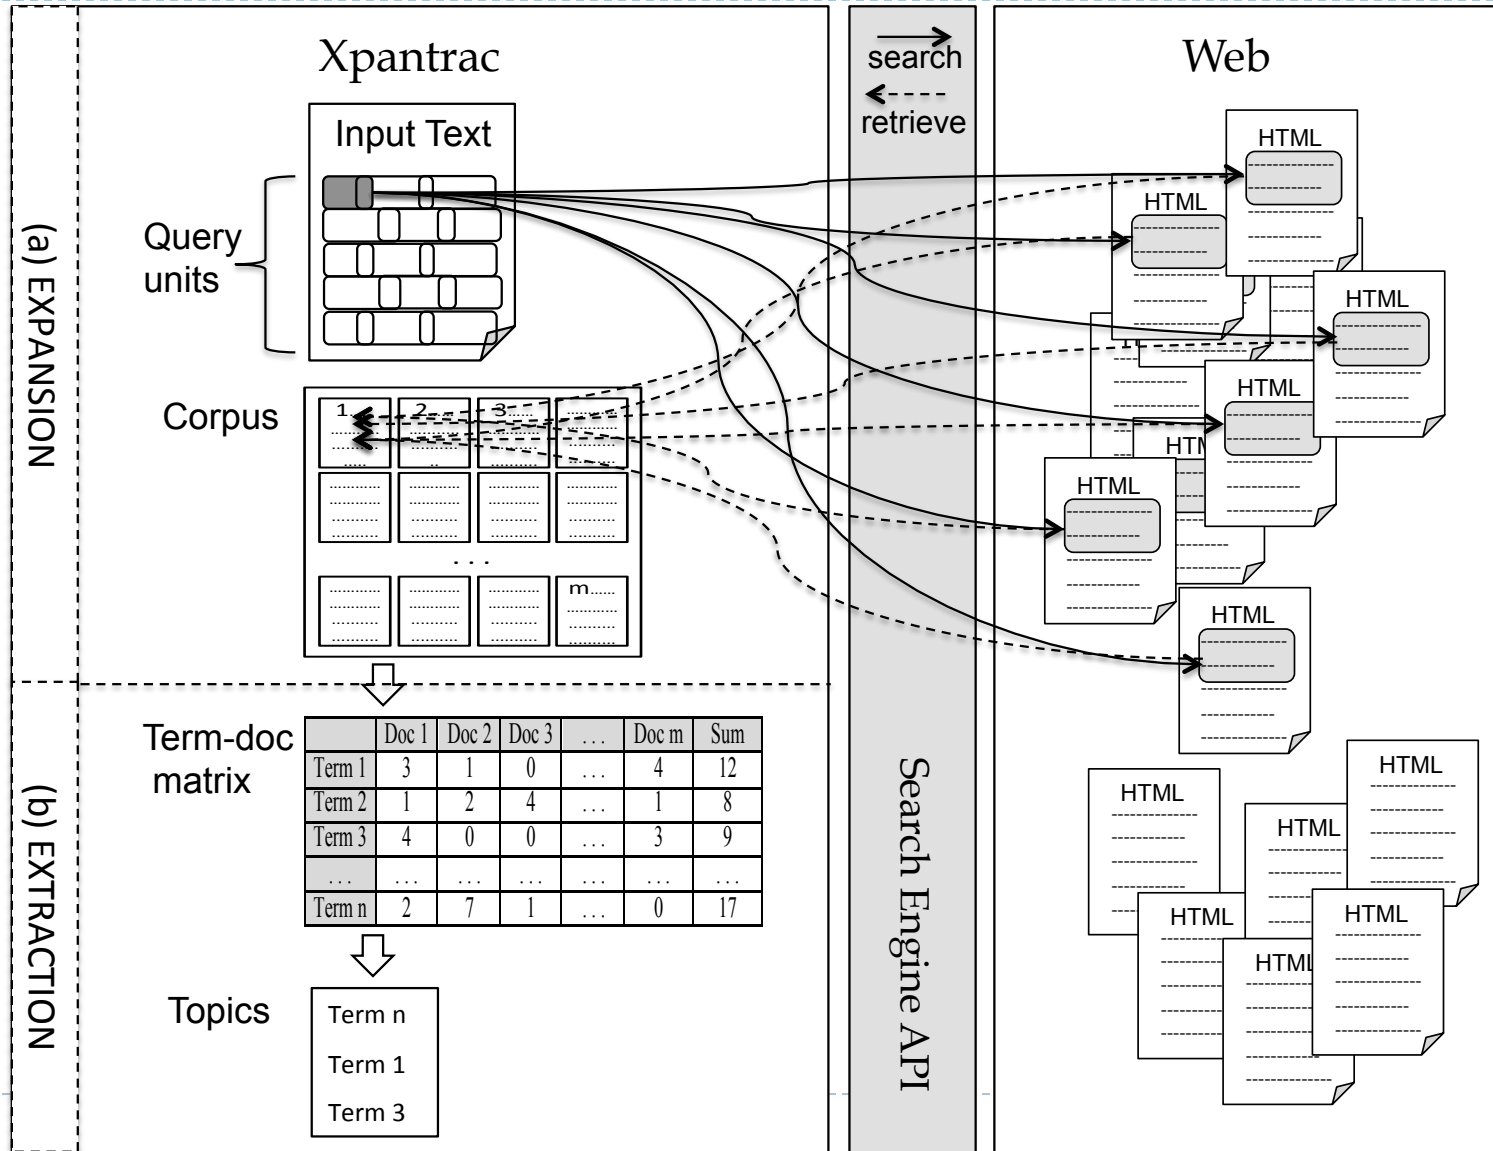 Xpantrac
search
retrieve
Web
Input Text
Query
units
(a) EXPANSION
Corpus
1.....
2......
3......
. . .
m......
HTML
HTML
HTML
HTML
HTM
HTML
HTML
Term-doc
matrix
Doc 1 Doc 2 Doc 3 ... Doc m Sum
Term 1 3 1 0 ... 4 12
Term 2 1 2 4 ... 1 8
Term 3 4 0 0 ... 3 9
... ... ... ... ... ... ...
Term n 2 7 1 ... 0 17
(b) EXTRACTION
Topics
Term n
Term 1
Term 3
Search Engine API
HTML
HTML
HTML
HTML
HTML
HTML